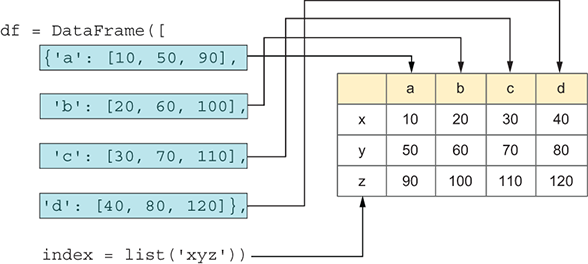 df = DataFrame([
{'a': [10, 50, 90],
'b': [20, 60, 100],
'c': [30, 70, 110],
'd': [40, 80, 120]},
index = list('xyz'))
a b c d
x 10 20 30 40
y 50 60 70 80
z 90 100 110 120